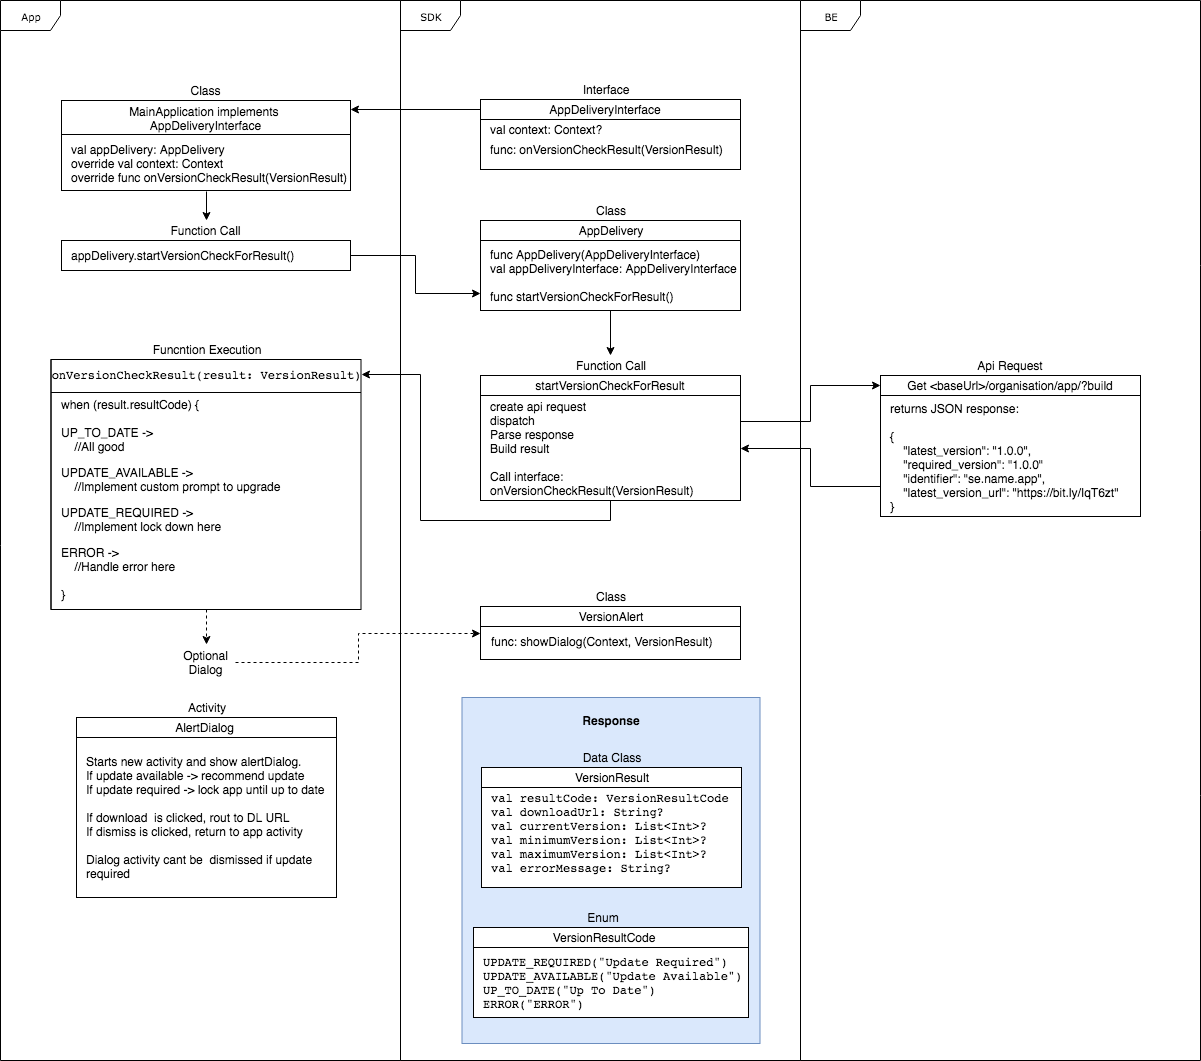 App
SDK
BE
Class
MainApplication implements
AppDeliveryInterface
val appDelivery: AppDelivery
override val context: Context
override func onVersionCheckResult(VersionResult)
Function Call
appDelivery.startVersionCheckForResult()
Funcntion Execution
onVersionCheckResult(result: VersionResult)
when (result.resultCode) {
UP_TO_DATE ->
//All good
UPDATE_AVAILABLE ->
//Implement custom prompt to upgrade
UPDATE_REQUIRED ->
//Implement lock down here
ERROR ->
//Handle error here
}
Optional
Dialog
Activity
AlertDialog
Starts new activity and show alertDialog.
If update available -> recommend update
If update required -> lock app until up to date
If download  is clicked, rout to DL URL
If dismiss is clicked, return to app activity
Dialog activity cant be  dismissed if update
required
Interface
AppDeliveryInterface
val context: Context?
func: onVersionCheckResult(VersionResult)
Class
AppDelivery
func AppDelivery(AppDeliveryInterface)
val appDeliveryInterface: AppDeliveryInterface
func startVersionCheckForResult()
Function Call
startVersionCheckForResult
create api request
dispatch
Parse response
Build result
Call interface:
onVersionCheckResult(VersionResult)
Class
VersionAlert
func: showDialog(Context, VersionResult)
Response
Data Class
VersionResult
val resultCode: VersionResultCode
val downloadUrl: String?
val currentVersion: List<Int>?
val minimumVersion: List<Int>?
val maximumVersion: List<Int>?
val errorMessage: String?
Enum
VersionResultCode
UPDATE_REQUIRED("Update Required")
UPDATE_AVAILABLE("Update Available")
UP_TO_DATE("Up To Date")
ERROR("ERROR")
Api Request
Get <baseUrl>/organisation/app/?build
returns JSON response:
{
"latest_version": "1.0.0",
"required_version": "1.0.0"
"identifier": "se.name.app",
"latest_version_url": "https://bit.ly/IqT6zt"
}